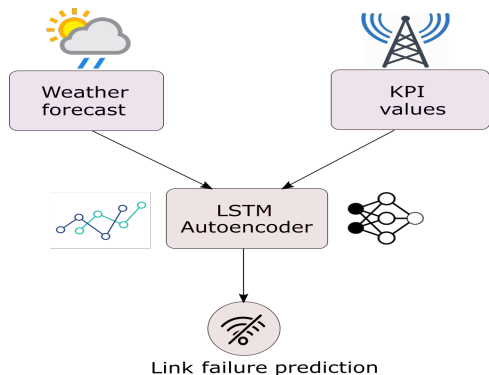 Weather
forecast
KPI
values
LSTM
Autoencoder
Link failure prediction